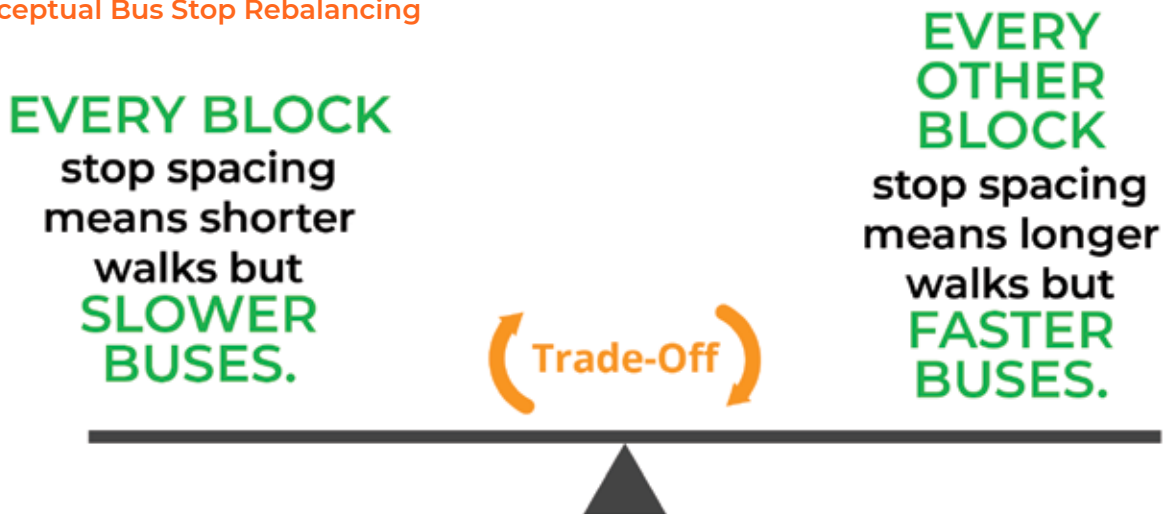 ceptual Bus Stop Rebalancing
EVERY BLOCK
stop spacing
means shorter
walks but
SLOWER
BUSES.
Trade-Off
EVERY
OTHER
BLOCK
stop spacing
means longer
walks but
FASTER
BUSES.